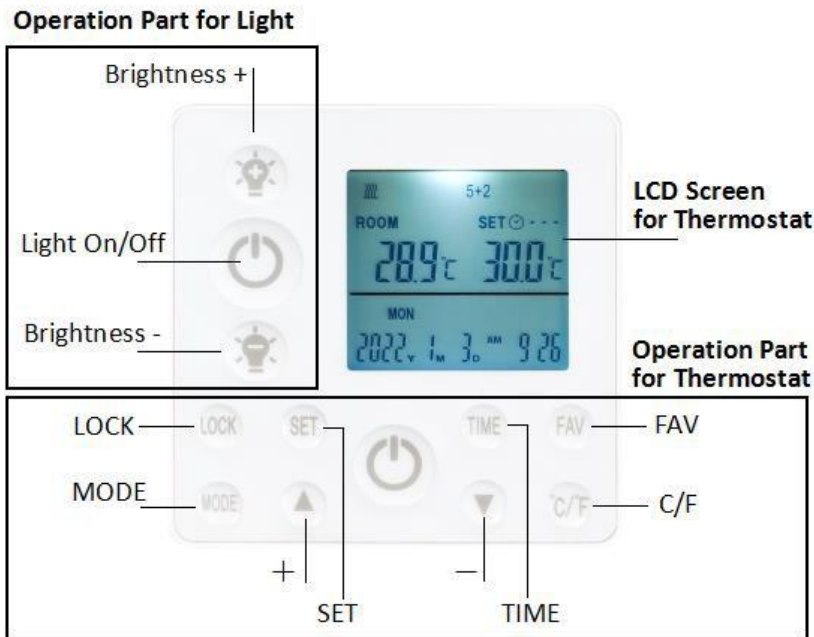 Operation Part for Light
Brightness +
Light On/Off
Brightness -
5+2
ROOM
SET - - -
28.9℃
30.0℃
MON
2022Y 1M 3D AM 9 26
LCD Screen
for Thermostat
Operation Part
for Thermostat
LOCK
LOCK
SET
TIME
FAV
FAV
MODE
MODE
▲
▼
°C/°F
C/F
+
−
SET
TIME